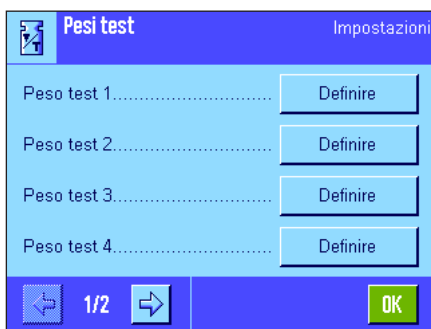 Pesi test Impostazioni
Peso test 1............................ Definire
Peso test 2............................ Definire
Peso test 3............................ Definire
Peso test 4............................ Definire
1/2 OK